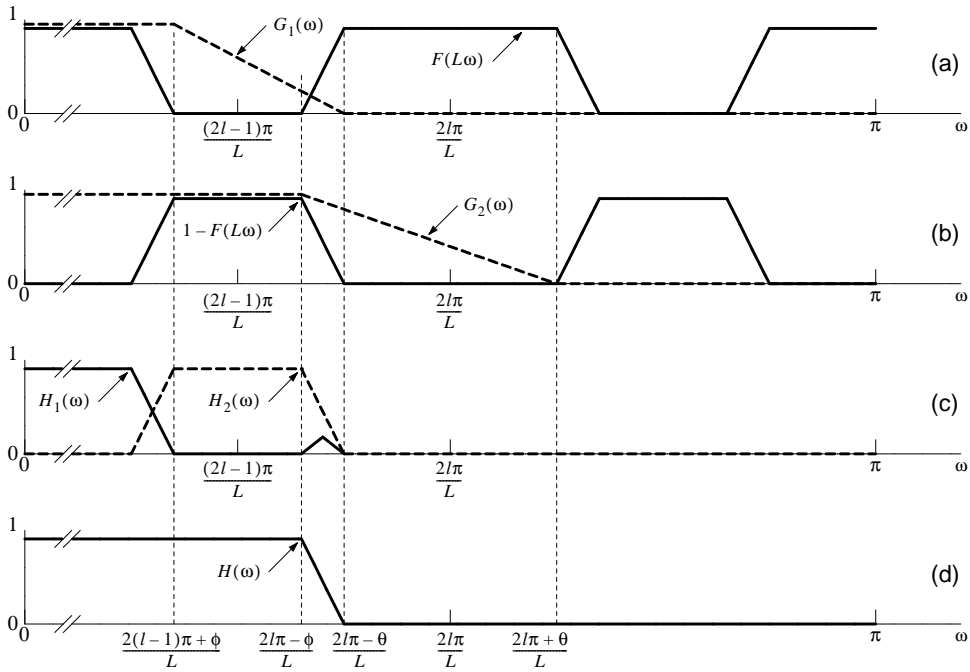 1
G₁(ω)
F(Lω)
(a)
0
0
(2l – 1)π
L
2lπ
L
π
ω
1
1 – F(Lω)
G₂(ω)
(b)
0
0
(2l – 1)π
L
2lπ
L
π
ω
1
H₁(ω)
H₂(ω)
(c)
0
0
(2l – 1)π
L
2lπ
L
π
ω
1
H(ω)
(d)
0
0
2(l – 1)π + ϕ
L
2lπ – ϕ
L
2lπ – θ
L
2lπ
L
2lπ + θ
L
π
ω